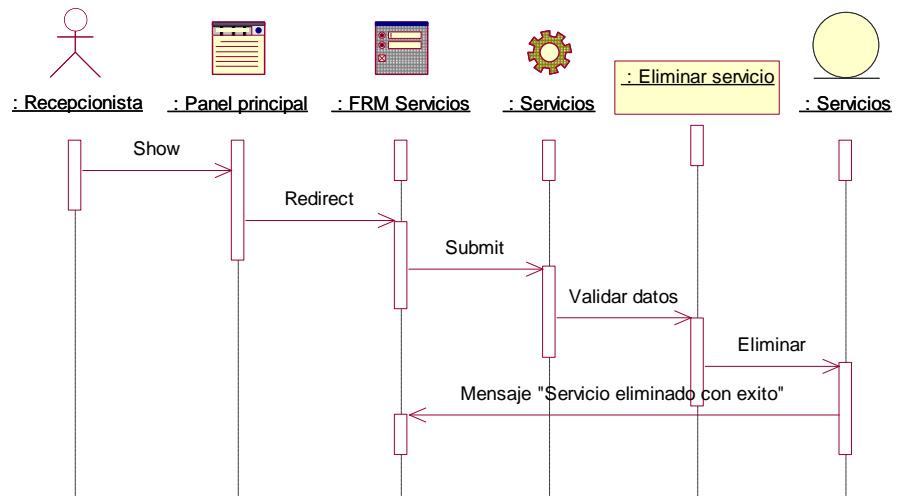 : Recepcionista
: Panel principal
: FRM Servicios
: Servicios
: Eliminar servicio
: Servicios
Show
Redirect
Submit
Validar datos
Eliminar
Mensaje "Servicio eliminado con exito"